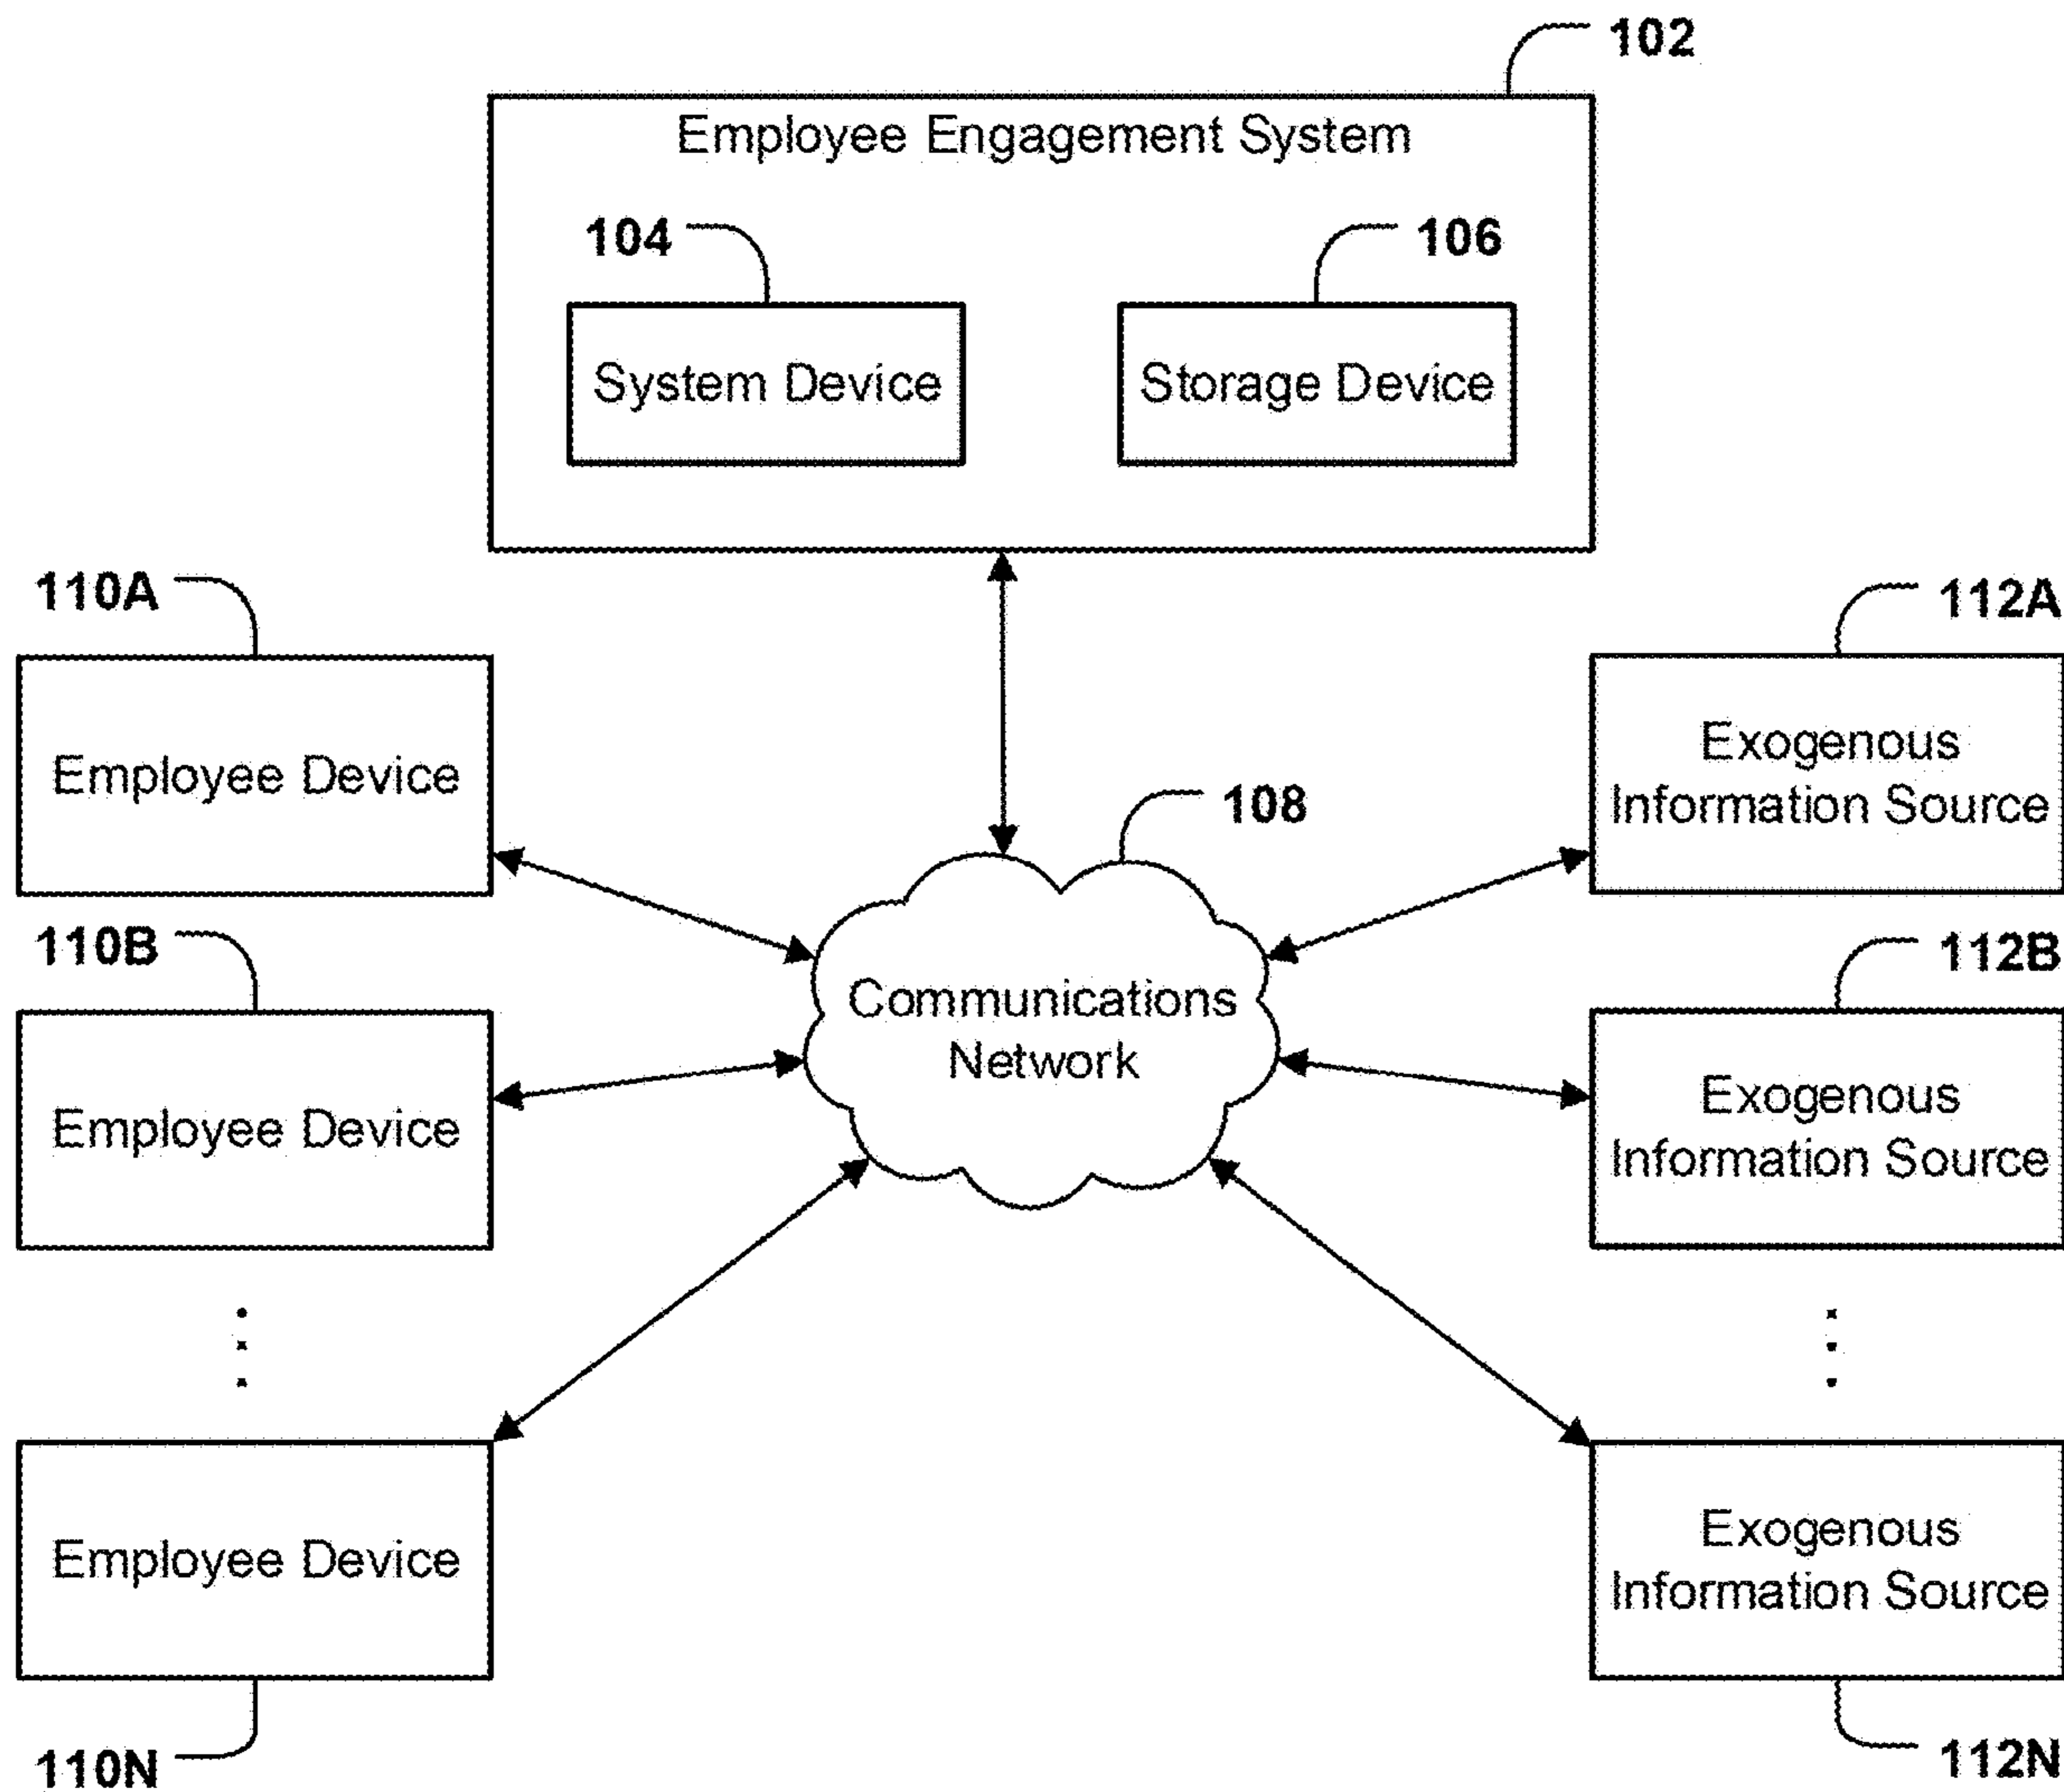 102
Employee Engagement System
104
106
System Device
Storage Device
110A
112A
Employee Device
Exogenous
Information Source
108
110B
112B
Communications
Network
Employee Device
Exogenous
Information Source
Employee Device
Exogenous
Information Source
110N
112N